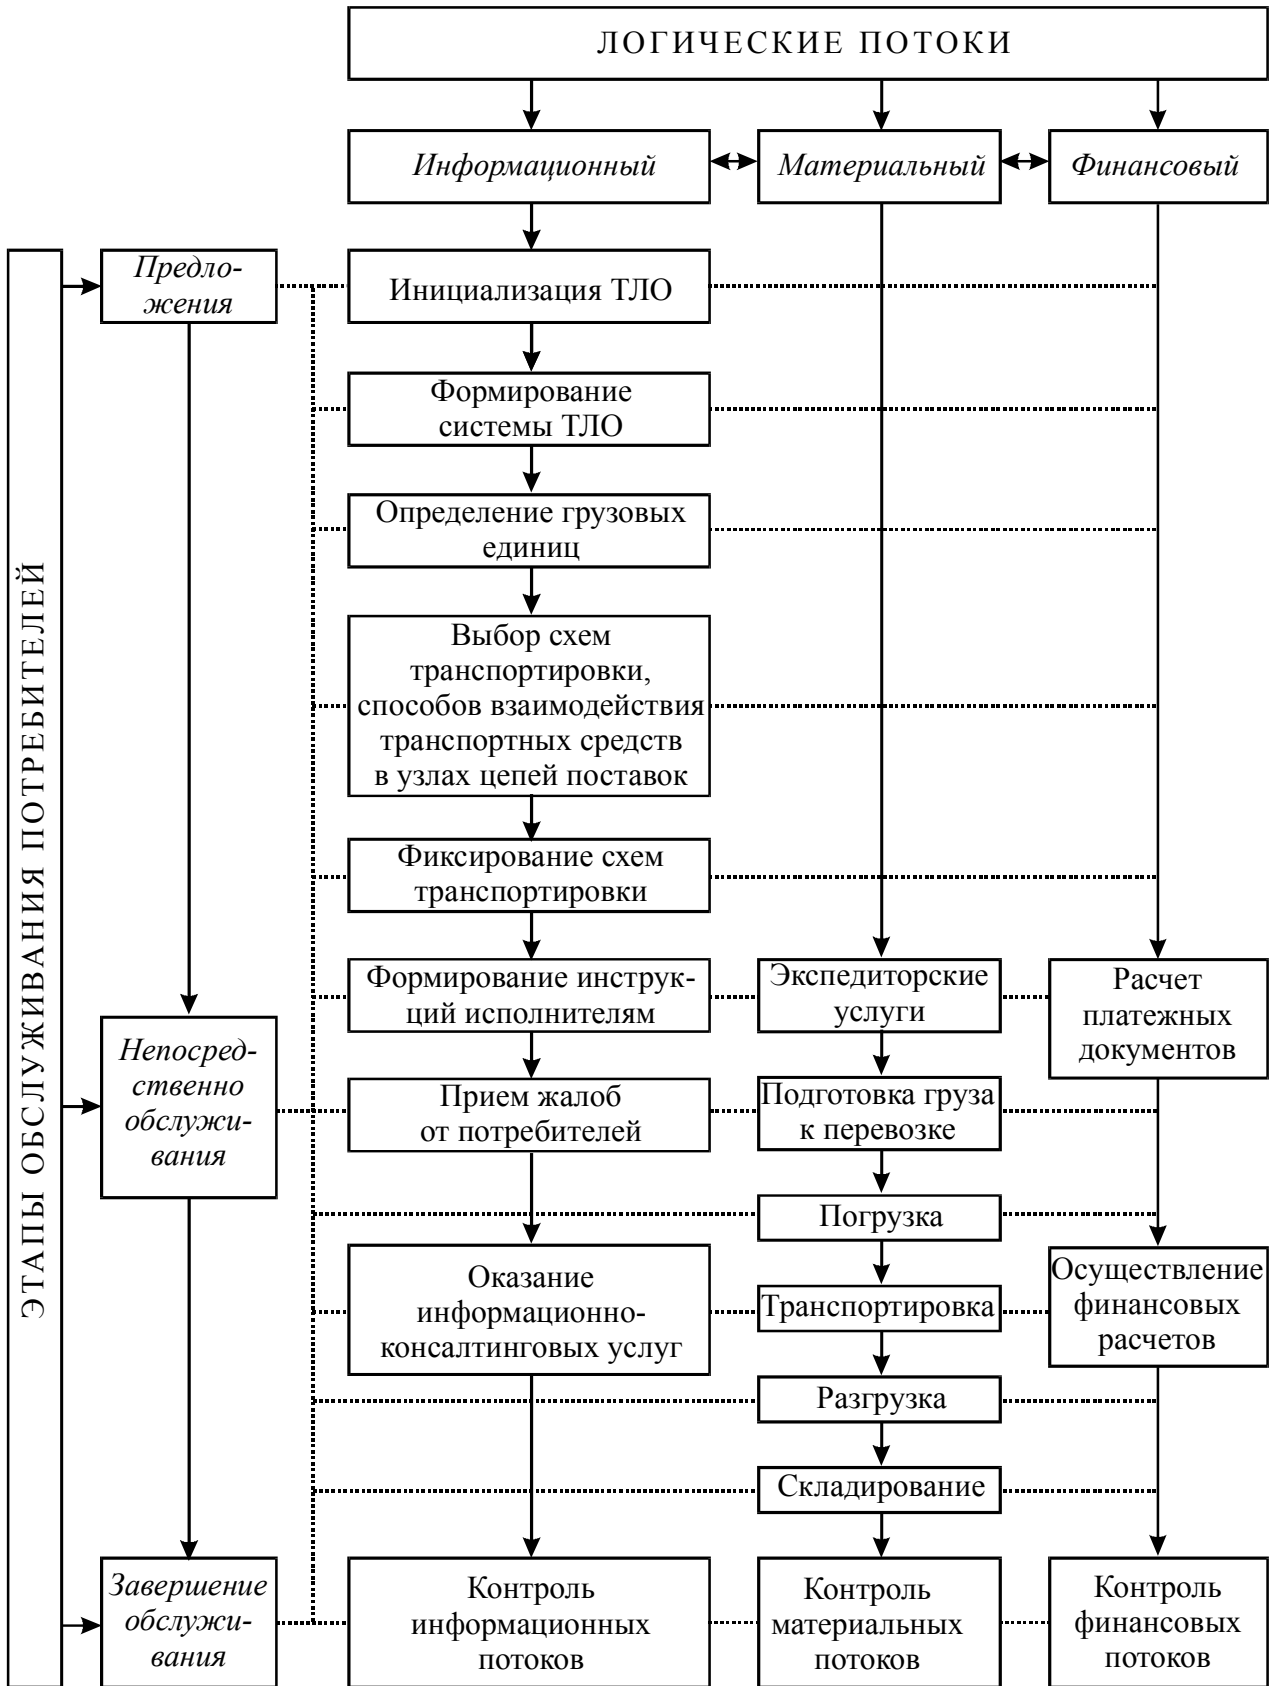 ЛОГИЧЕСКИЕ ПОТОКИ
Информационный
Материальный
Финансовый
ЭТАПЫ ОБСЛУЖИВАНИЯ ПОТРЕБИТЕЛЕЙ
Предло-
жения
Инициализация ТЛО
Формирование
системы ТЛО
Определение грузовых
единиц
Выбор схем
транспортировки,
способов взаимодействия
транспортных средств
в узлах цепей поставок
Фиксирование схем
транспортировки
Формирование инструк-
ций исполнителям
Экспедиторские
услуги
Расчет
платежных
документов
Непосред-
ственно
обслужи-
вания
Прием жалоб
от потребителей
Подготовка груза
к перевозке
Погрузка
Оказание
информационно-
консалтинговых услуг
Транспортировка
Осуществление
финансовых
расчетов
Разгрузка
Складирование
Завершение
обслужи-
вания
Контроль
информационных
потоков
Контроль
материальных
потоков
Контроль
финансовых
потоков